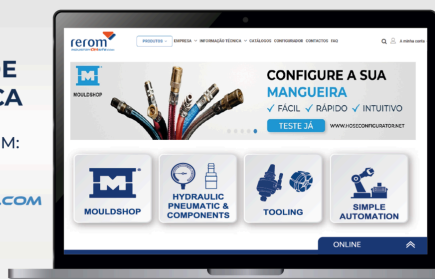 rerom
PRODUTOS EMPRESA INFORMAÇÃO TÉCNICA CATÁLOGOS CONFIGURADOR CONTACTOS FAQ A minha conta
DE
CA
M:
.COM
MOULDSHOP
CONFIGURE A SUA
MANGUEIRA
✓ FÁCIL ✓ RÁPIDO ✓ INTUITIVO
TESTE JÁ WWW.HOSECONFIGURATOR.NET
MOULDSHOP
HYDRAULIC
PNEUMATIC &
COMPONENTS
TOOLING
SIMPLE
AUTOMATION
ONLINE